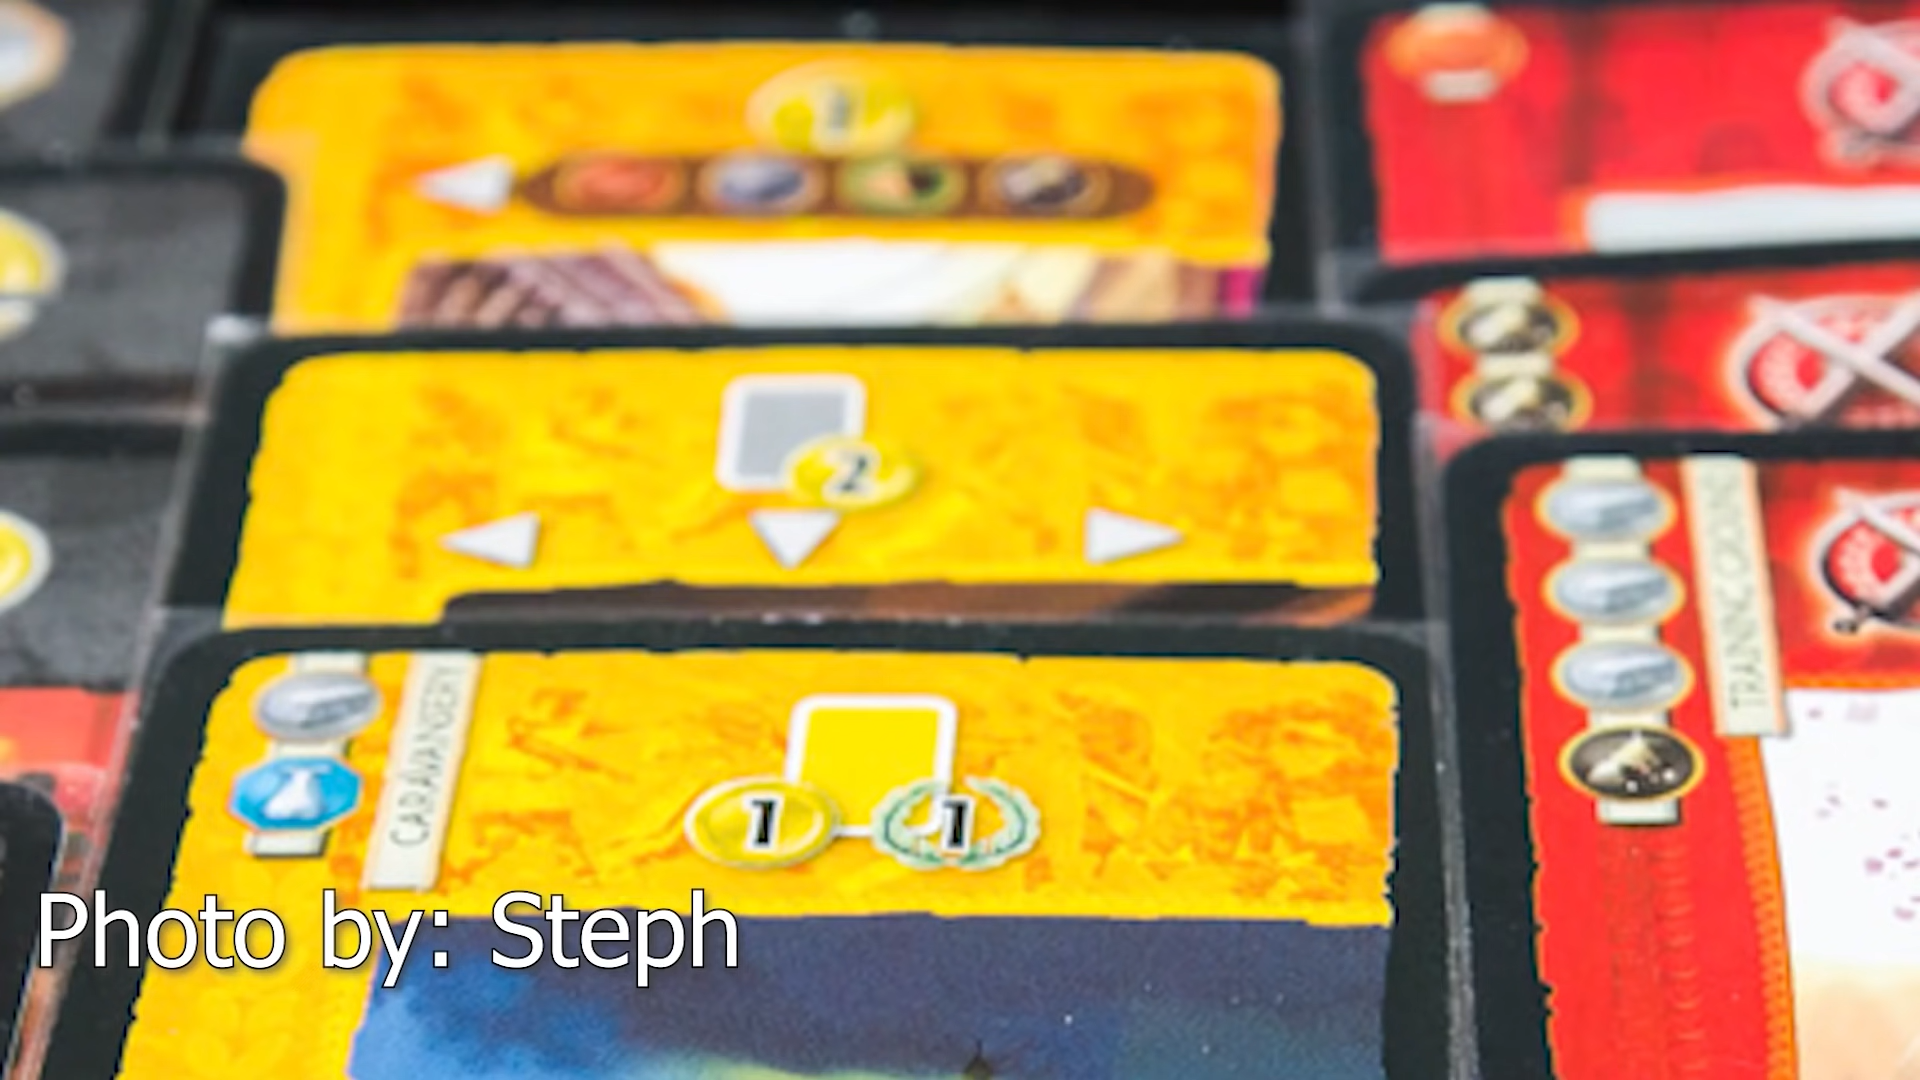 2
CARAVANSERY
1
1
TRAINING GROUND
Photo by: Steph